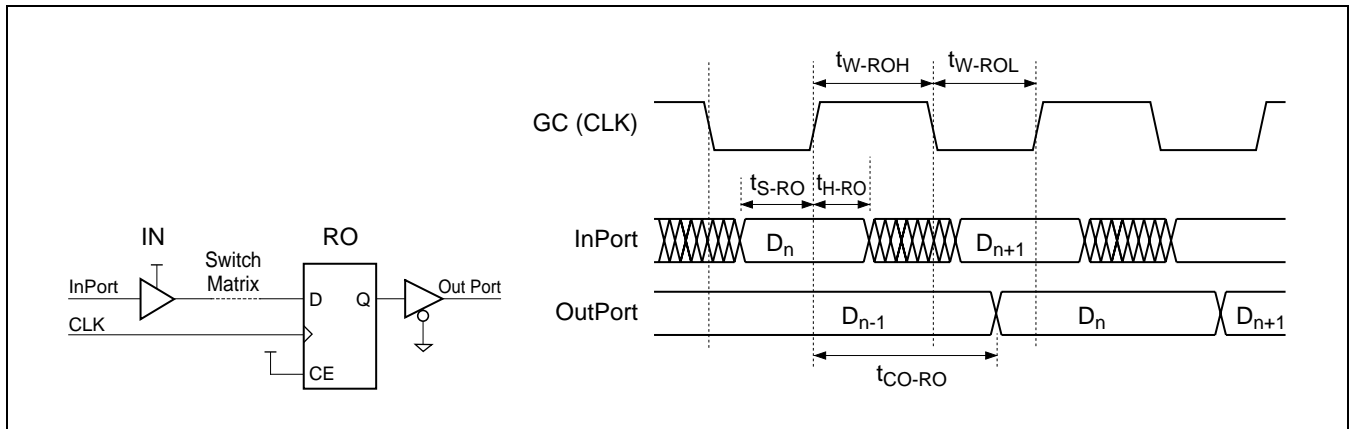 IN
RO
InPort
Switch
Matrix
D
Q
Out Port
CLK
CE
tW-ROH
tW-ROL
GC (CLK)
tS-RO
tH-RO
InPort
Dn
Dn+1
OutPort
Dn-1
Dn
Dn+1
tCO-RO